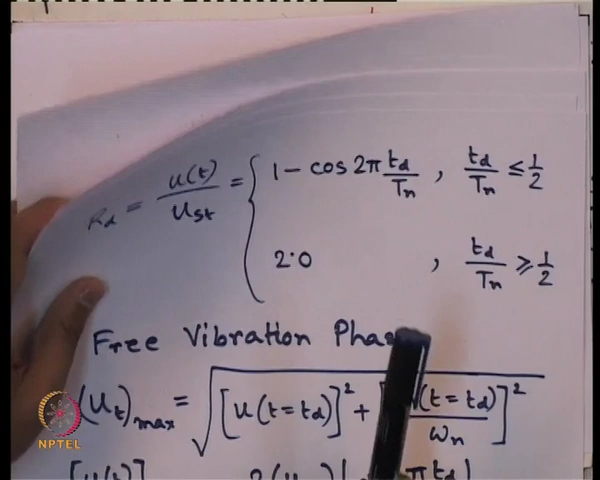 R_d = u(t)/u_st = { 1 - cos 2π t_d/T_n , t_d/T_n ≤ 1/2
2.0 , t_d/T_n ≥ 1/2
Free Vibration
(u_t)_max = √([u(t=t_d)]² + [(t=t_d)/ω_n]²)
NPTEL